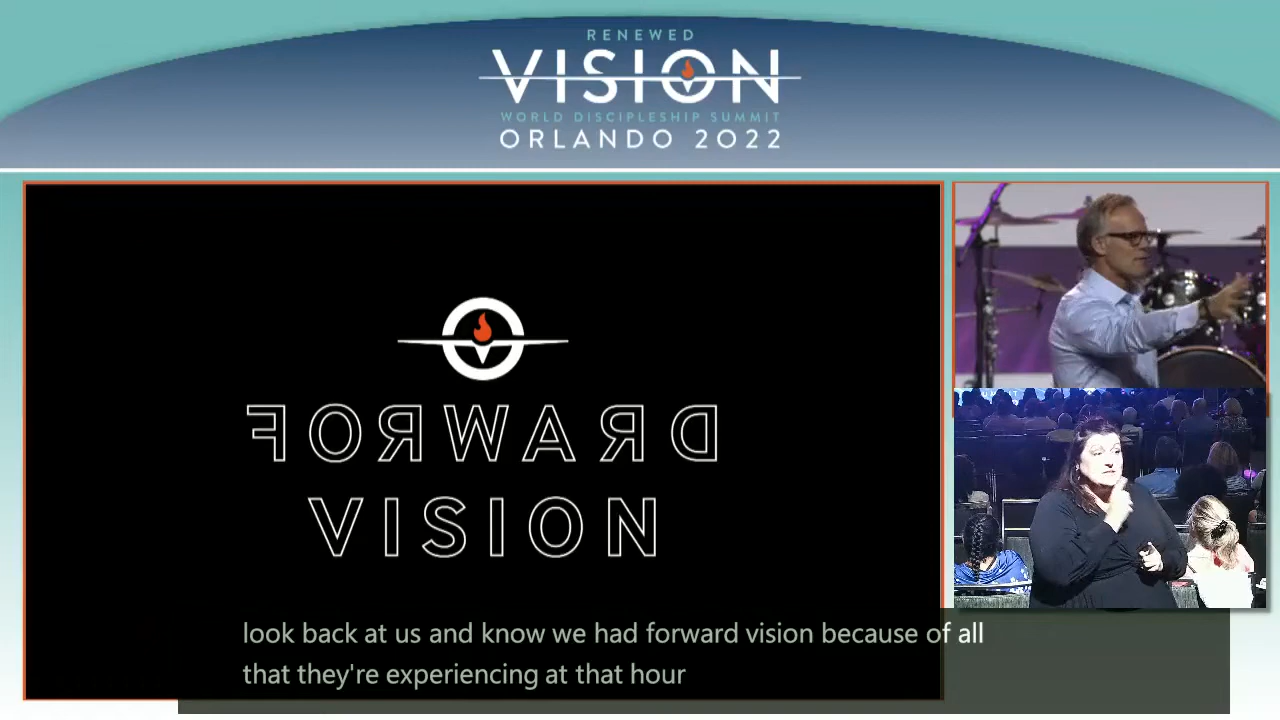 RENEWED
VISION
WORLD DISCIPLESHIP SUMMIT
ORLANDO 2022
FORWARD
VISION
look back at us and know we had forward vision because of all
that they're experiencing at that hour